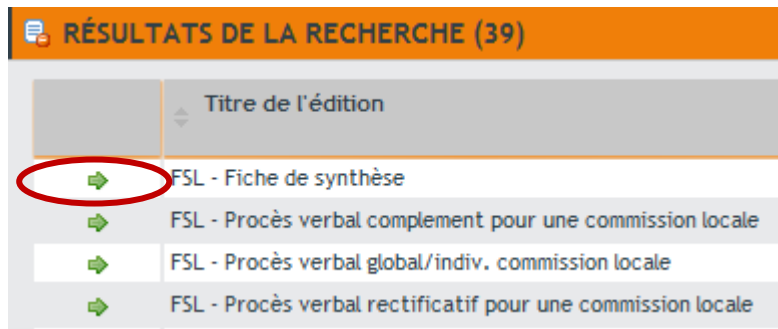 RÉSULTATS DE LA RECHERCHE (39)
Titre de l'édition
FSL - Fiche de synthèse
FSL - Procès verbal complement pour une commission locale
FSL - Procès verbal global/indiv. commission locale
FSL - Procès verbal rectificatif pour une commission locale